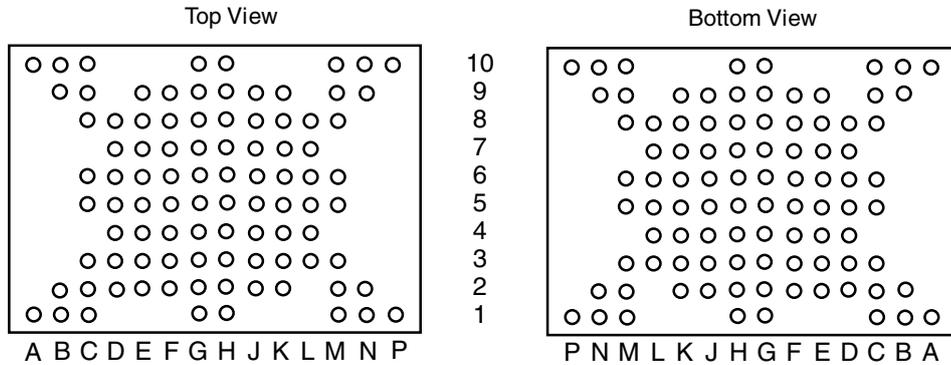 Top View
Bottom View
10
9
8
7
6
5
4
3
2
1
A B C D E F G H J K L M N P
P N M L K J H G F E D C B A